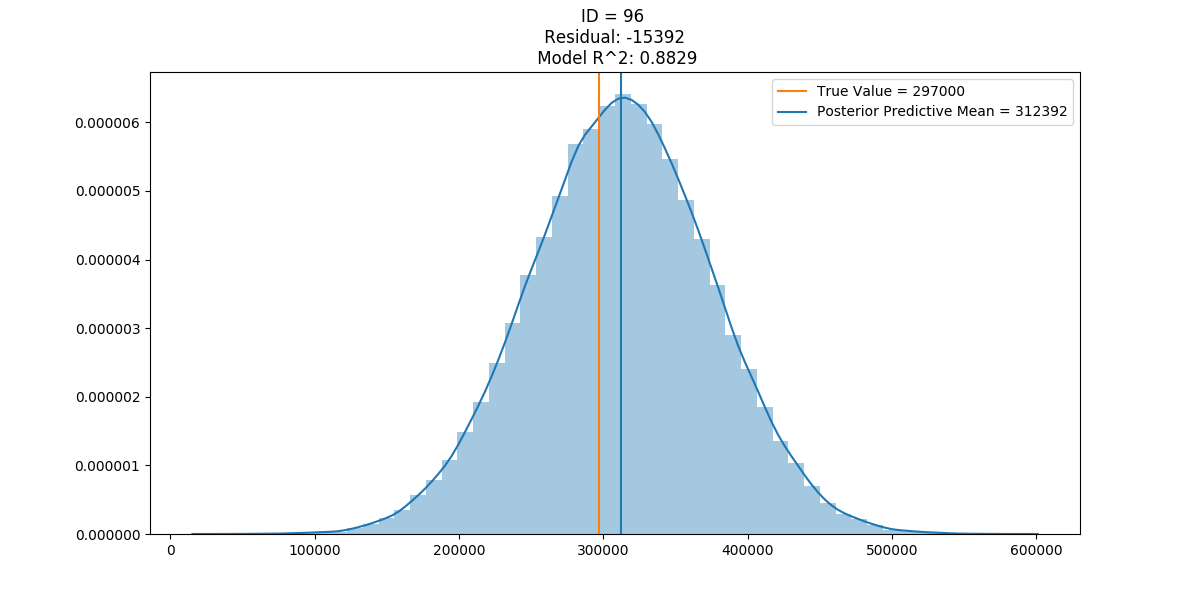 ID = 96
Residual: -15392
Model R^2: 0.8829
True Value = 297000
Posterior Predictive Mean = 312392
0.000006
0.000005
0.000004
0.000003
0.000002
0.000001
0.000000
0 100000 200000 300000 400000 500000 600000